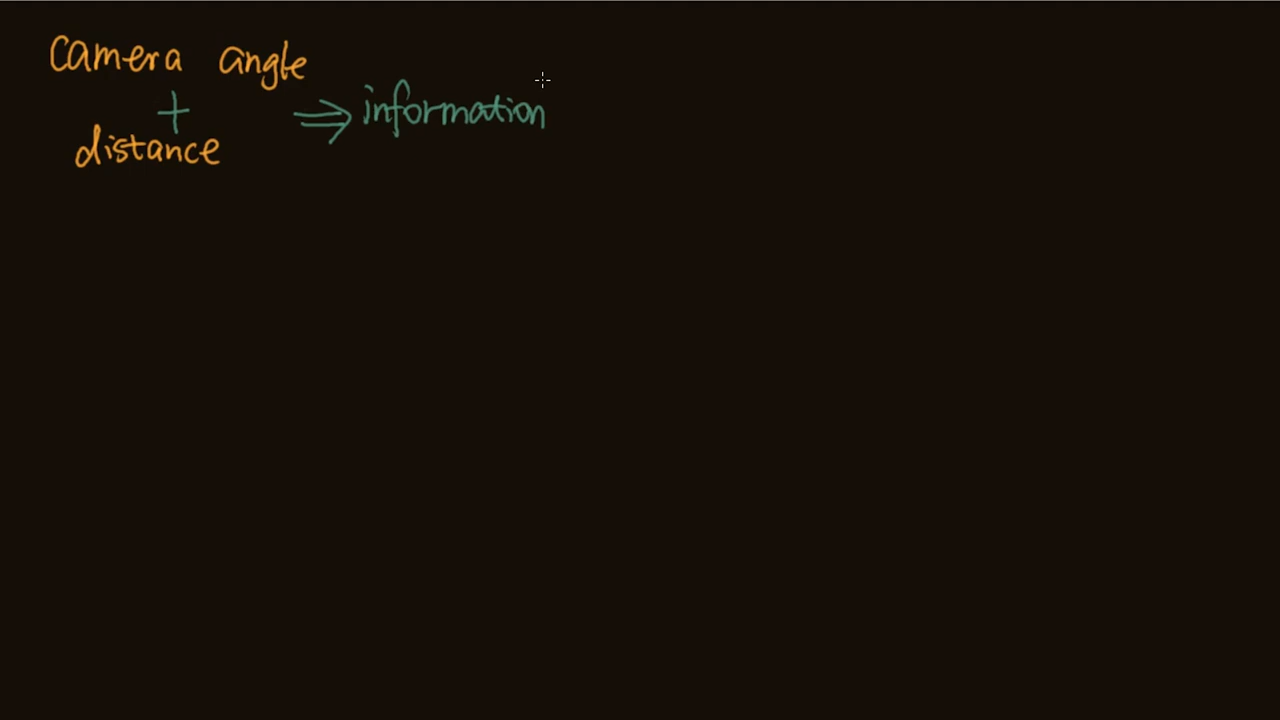 camera angle
+
⇒ information
distance